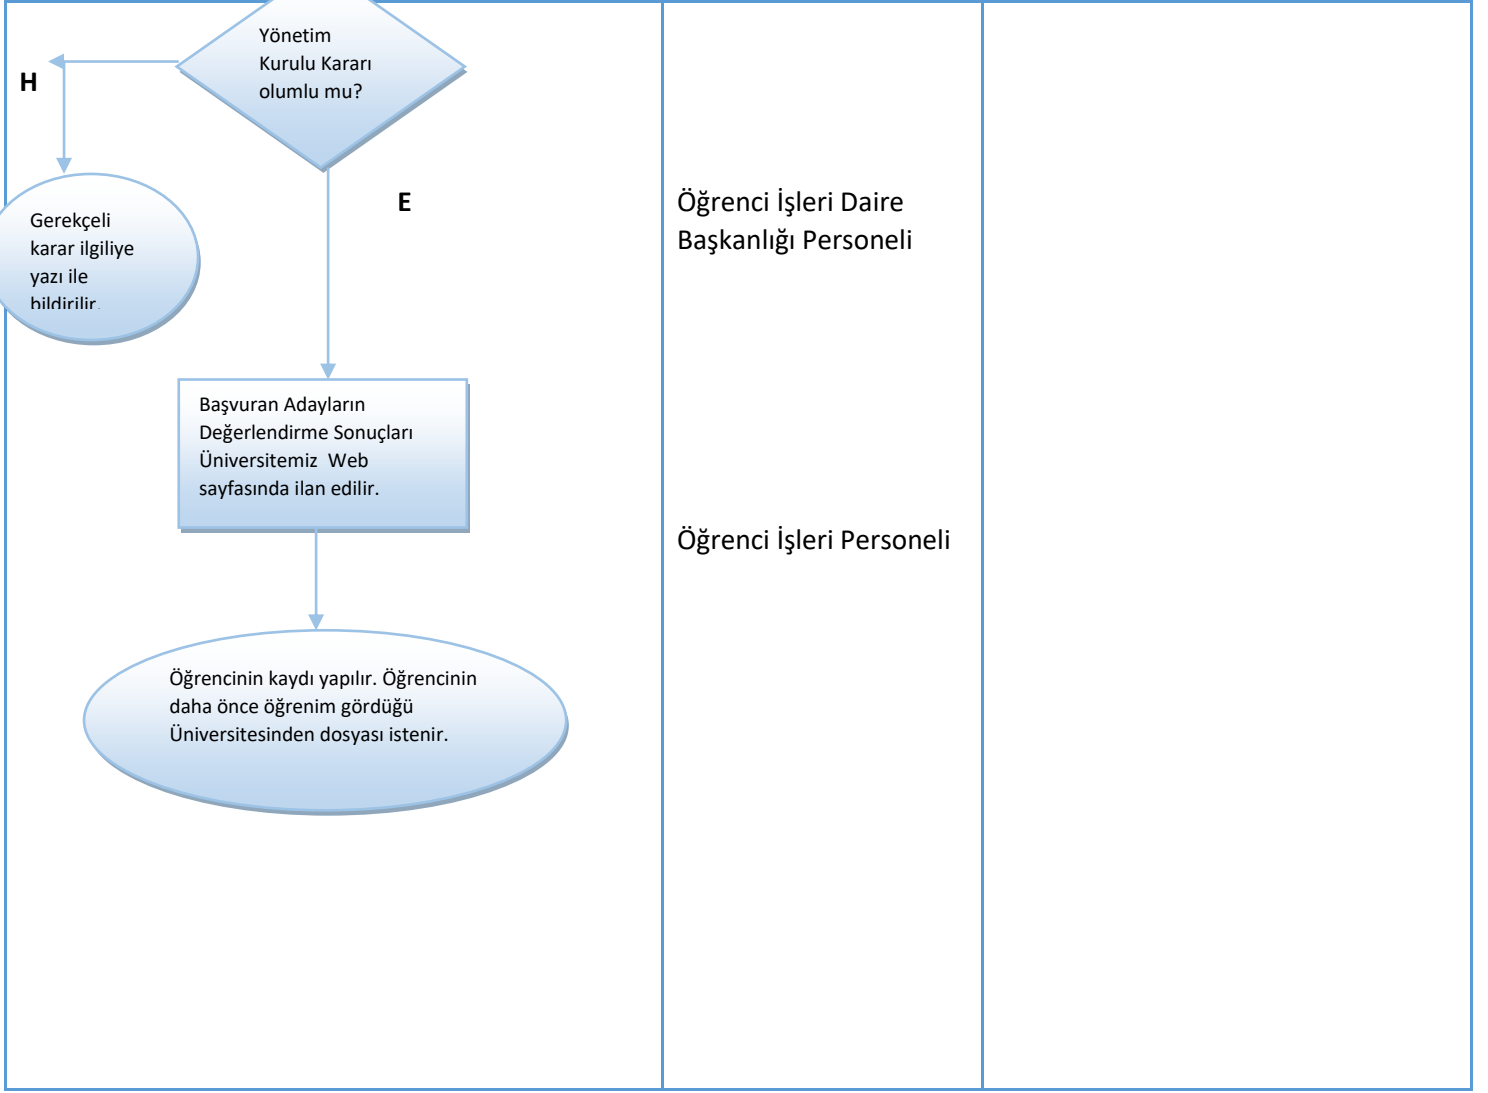 Yönetim
Kurulu Kararı
olumlu mu?
H
E
Gerekçeli
karar ilgiliye
yazı ile
bildirilir.
Öğrenci İşleri Daire
Başkanlığı Personeli
Başvuran Adayların
Değerlendirme Sonuçları
Üniversitemiz  Web
sayfasında ilan edilir.
Öğrenci İşleri Personeli
Öğrencinin kaydı yapılır. Öğrencinin
daha önce öğrenim gördüğü
Üniversitesinden dosyası istenir.